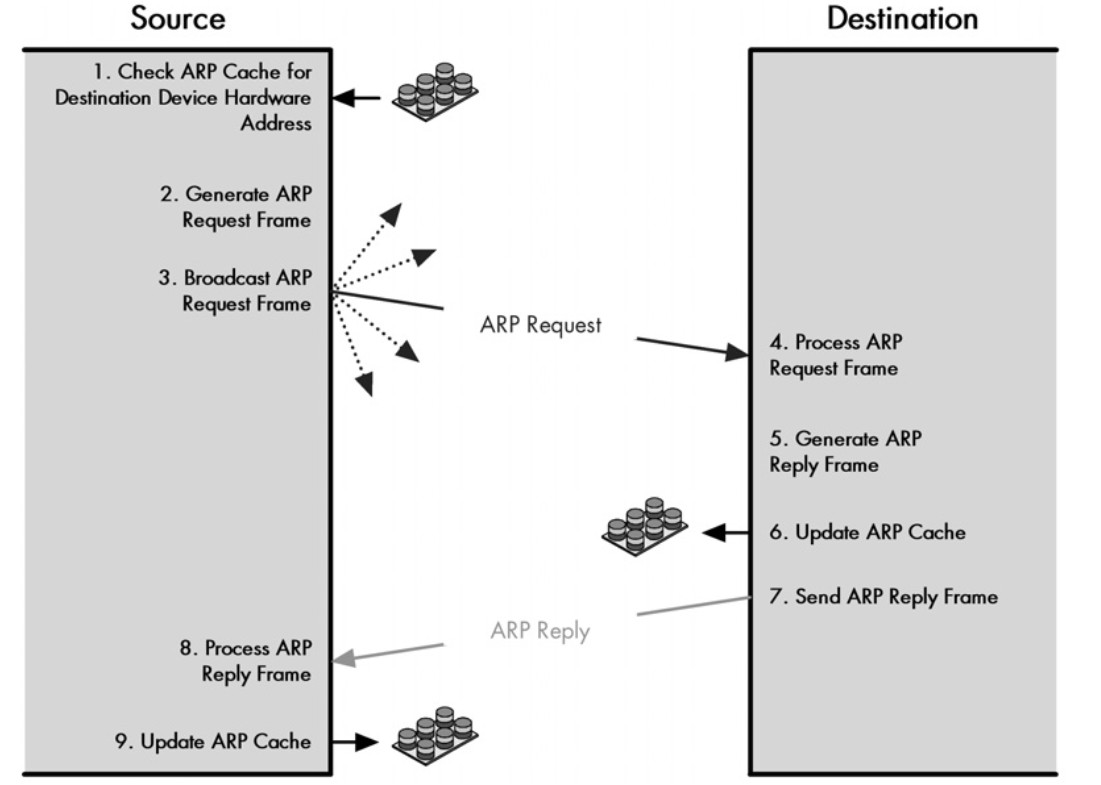 Source
Destination
1. Check ARP Cache for
Destination Device Hardware
Address
2. Generate ARP
Request Frame
3. Broadcast ARP
Request Frame
ARP Request
4. Process ARP
Request Frame
5. Generate ARP
Reply Frame
6. Update ARP Cache
7. Send ARP Reply Frame
ARP Reply
8. Process ARP
Reply Frame
9. Update ARP Cache